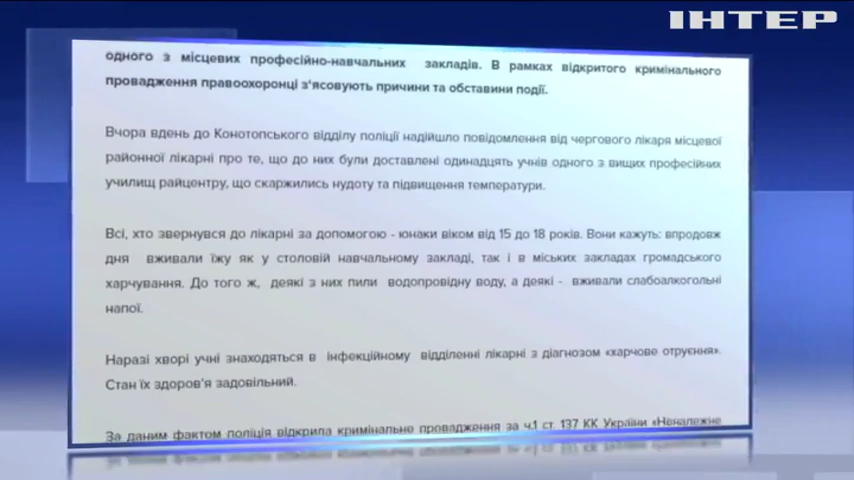 ІНТЕР
одного з місцевих професійно-навчальних закладів. В рамках відкритого кримінального
провадження правоохоронці з'ясовують причини та обставини події.
Вчора вдень до Конотопського відділу поліції надійшло повідомлення від чергового лікаря місцевої
районної лікарні про те, що до них були доставлені одинадцять учнів одного з вищих професійних
училищ райцентру, що скаржились нудоту та підвищення температури.
Всі, хто звернувся до лікарні за допомогою - юнаки віком від 15 до 18 років. Вони кажуть: впродовж
дня вживали їжу як у столовій навчальному закладі, так і в міських закладах громадського
харчування. До того ж, деякі з них пили водопровідну воду, а деякі - вживали слабоалкогольні
напої.
Наразі хворі учні знаходяться в інфекційному відділенні лікарні з діагнозом «харчове отруєння».
Стан їх здоров'я задовільний.
За даним фактом поліція відкрила кримінальне провадження за ч.1 ст. 137 КК України «Неналежне